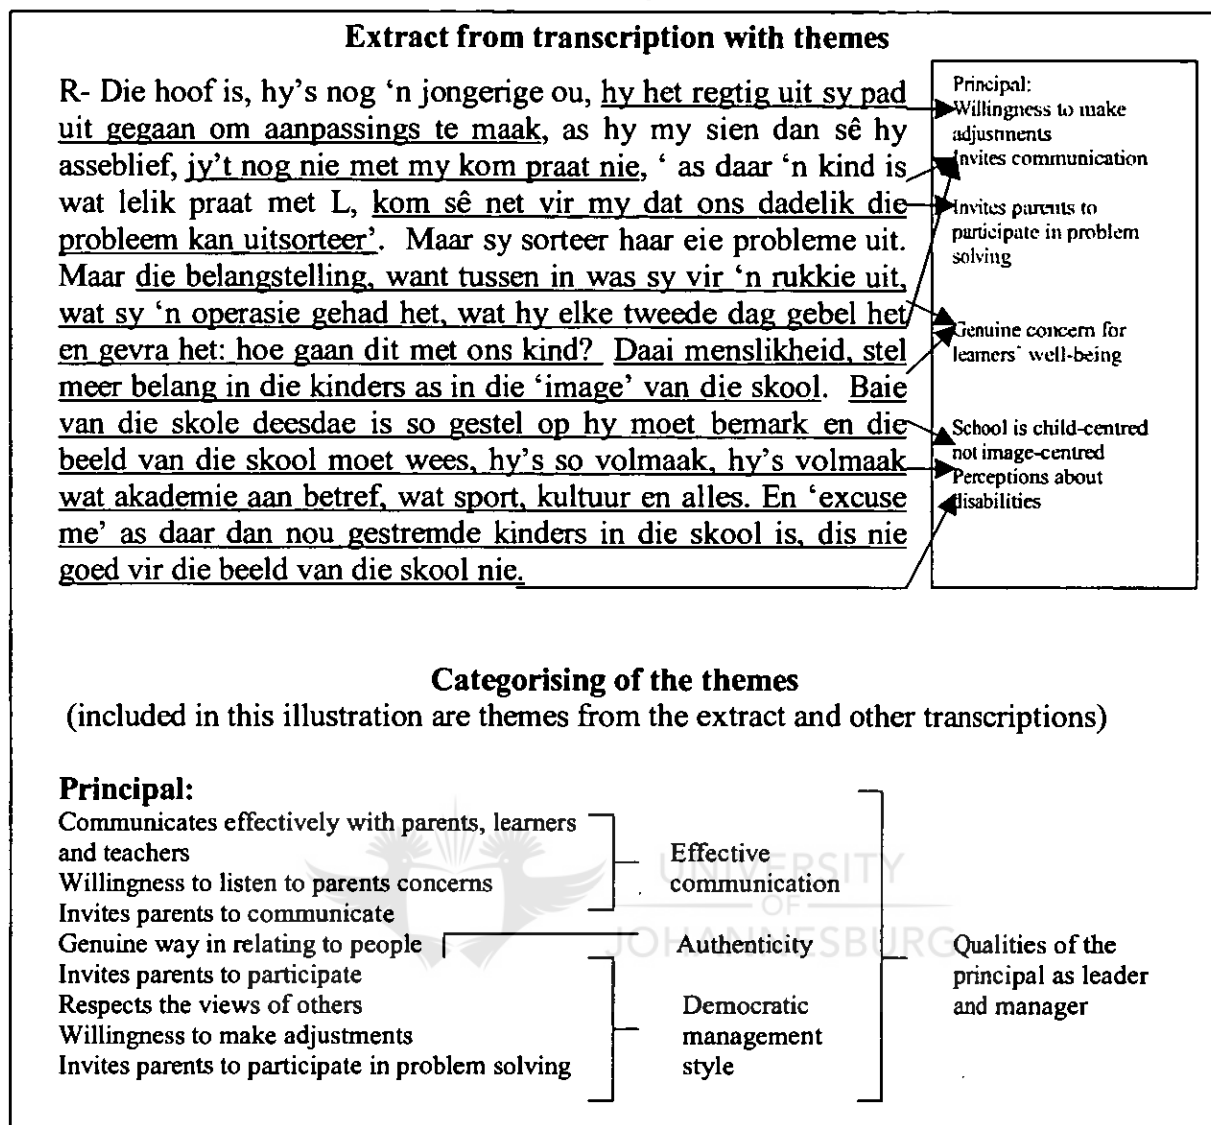 Extract from transcription with themes
R- Die hoof is, hy's nog 'n jongerige ou, hy het regtig uit sy pad
uit gegaan om aanpassings te maak, as hy my sien dan sê hy
asseblief, jy't nog nie met my kom praat nie, ' as daar 'n kind is
wat lelik praat met L, kom sê net vir my dat ons dadelik die
probleem kan uitsorteer'. Maar sy sorteer haar eie probleme uit.
Maar die belangstelling, want tussen in was sy vir 'n rukkie uit,
wat sy 'n operasie gehad het, wat hy elke tweede dag gebel het
en gevra het: hoe gaan dit met ons kind? Daai menslikheid, stel
meer belang in die kinders as in die 'image' van die skool. Baie
van die skole deesdae is so gestel op hy moet bemark en die
beeld van die skool moet wees, hy's so volmaak, hy's volmaak
wat akademie aan betref, wat sport, kultuur en alles. En 'excuse
me' as daar dan nou gestremde kinders in die skool is, dis nie
goed vir die beeld van die skool nie.
Principal:
Willingness to make
adjustments
Invites communication
Invites parents to
participate in problem
solving
Genuine concern for
learners' well-being
School is child-centred
not image-centred
Perceptions about
disabilities
Categorising of the themes
(included in this illustration are themes from the extract and other transcriptions)
Principal:
Communicates effectively with parents, learners
and teachers
Willingness to listen to parents concerns
Invites parents to communicate
Genuine way in relating to people
Invites parents to participate
Respects the views of others
Willingness to make adjustments
Invites parents to participate in problem solving
Effective
communication
Authenticity
Democratic
management
style
Qualities of the
principal as leader
and manager
UNIVERSITY
OF
JOHANNESBURG